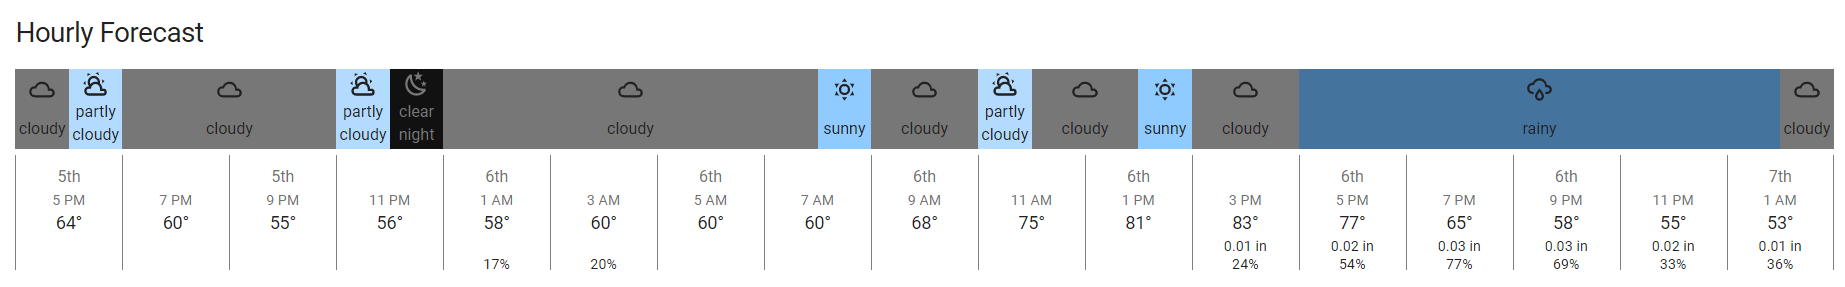 Hourly Forecast
cloudy
partly
cloudy
cloudy
partly
cloudy
clear
night
cloudy
sunny
cloudy
partly
cloudy
cloudy
sunny
cloudy
rainy
cloudy
5th 5th 6th 6th 6th 6th 6th 6th 7th
5 PM 7 PM 9 PM 11 PM 1 AM 3 AM 5 AM 7 AM 9 AM 11 AM 1 PM 3 PM 5 PM 7 PM 9 PM 11 PM 1 AM
64° 60° 55° 56° 58° 60° 60° 60° 68° 75° 81° 83° 77° 65° 58° 55° 53°
0.01 in 0.02 in 0.03 in 0.03 in 0.02 in 0.01 in
17% 20% 24% 54% 77% 69% 33% 36%